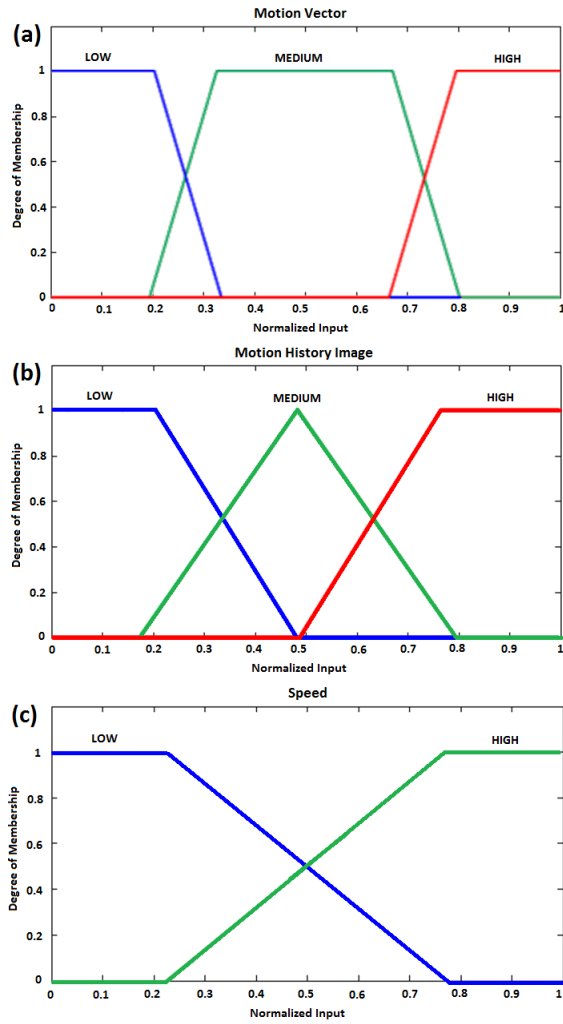 Motion Vector
(a)
LOW
MEDIUM
HIGH
1
0.8
0.6
0.4
0.2
0
Degree of Membership
0 0.1 0.2 0.3 0.4 0.5 0.6 0.7 0.8 0.9 1
Normalized Input
Motion History Image
(b)
LOW
MEDIUM
HIGH
1
0.8
0.6
0.4
0.2
0
Degree of Membership
0 0.1 0.2 0.3 0.4 0.5 0.6 0.7 0.8 0.9 1
Normalized Input
Speed
(c)
LOW
HIGH
1
0.8
0.6
0.4
0.2
0
Degree of Membership
0 0.1 0.2 0.3 0.4 0.5 0.6 0.7 0.8 0.9 1
Normalized Input